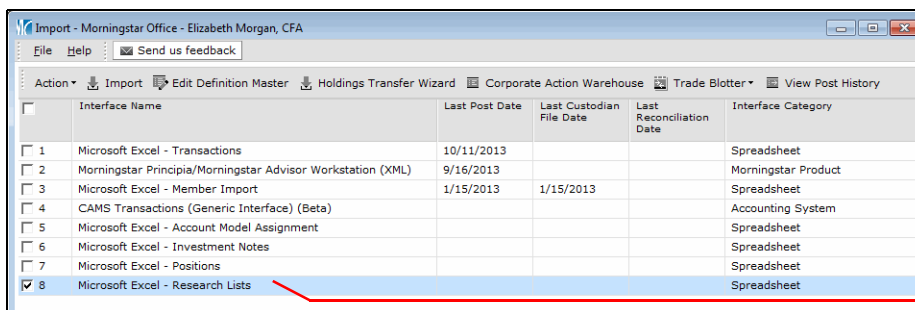 Import - Morningstar Office - Elizabeth Morgan, CFA
File Help Send us feedback
Action Import Edit Definition Master Holdings Transfer Wizard Corporate Action Warehouse Trade Blotter View Post History
Interface Name Last Post Date Last Custodian File Date Last Reconciliation Date Interface Category
1 Microsoft Excel - Transactions 10/11/2013 Spreadsheet
2 Morningstar Principia/Morningstar Advisor Workstation (XML) 9/16/2013 Morningstar Product
3 Microsoft Excel - Member Import 1/15/2013 1/15/2013 Spreadsheet
4 CAMS Transactions (Generic Interface) (Beta) Accounting System
5 Microsoft Excel - Account Model Assignment Spreadsheet
6 Microsoft Excel - Investment Notes Spreadsheet
7 Microsoft Excel - Positions Spreadsheet
8 Microsoft Excel - Research Lists Spreadsheet